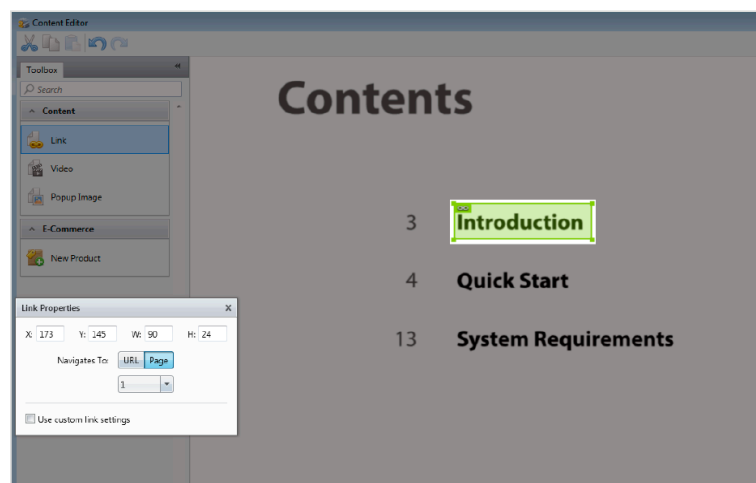 Content Editor
Toolbox
Search
Content
Link
Video
Popup Image
E-Commerce
New Product
Link Properties
X: 173 Y: 145 W: 90 H: 24
Navigates To: URL Page
1
Use custom link settings
Contents
3 Introduction
4 Quick Start
13 System Requirements